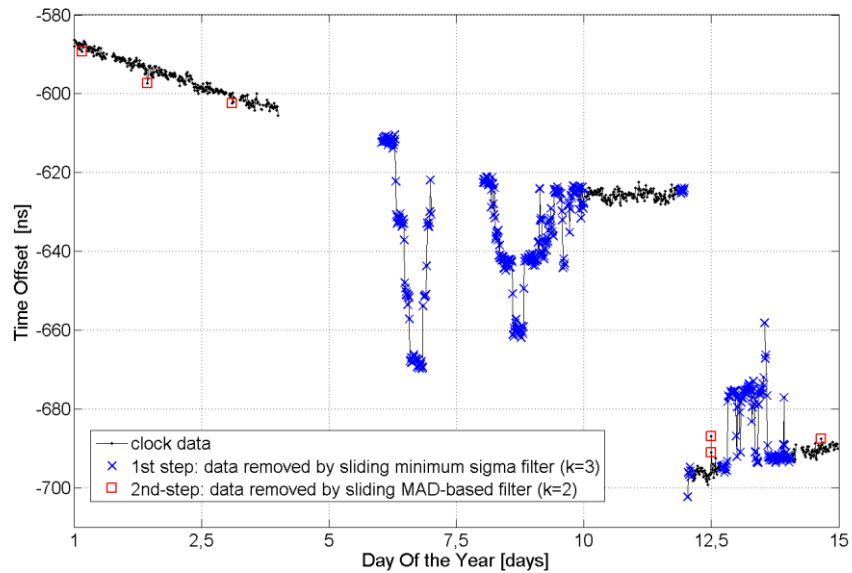 -580
-600
-620
-640
-660
-680
-700
Time Offset [ns]
clock data
1st step: data removed by sliding minimum sigma filter (k=3)
2nd-step: data removed by sliding MAD-based filter (k=2)
1 2,5 5 7,5 10 12,5 15
Day Of the Year [days]